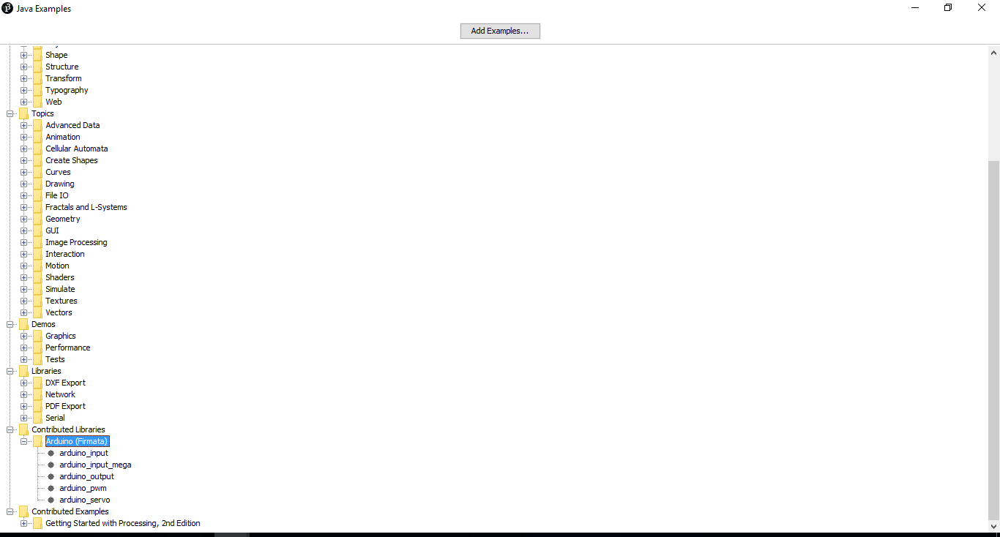 Java Examples
Add Examples...
Shape
Structure
Transform
Typography
Web
Topics
Advanced Data
Animation
Cellular Automata
Create Shapes
Curves
Drawing
File IO
Fractals and L-Systems
Geometry
GUI
Image Processing
Interaction
Motion
Shaders
Simulate
Textures
Vectors
Demos
Graphics
Performance
Tests
Libraries
DXF Export
Network
PDF Export
Serial
Contributed Libraries
Arduino (Firmata)
arduino_input
arduino_input_mega
arduino_output
arduino_pwm
arduino_servo
Contributed Examples
Getting Started with Processing, 2nd Edition